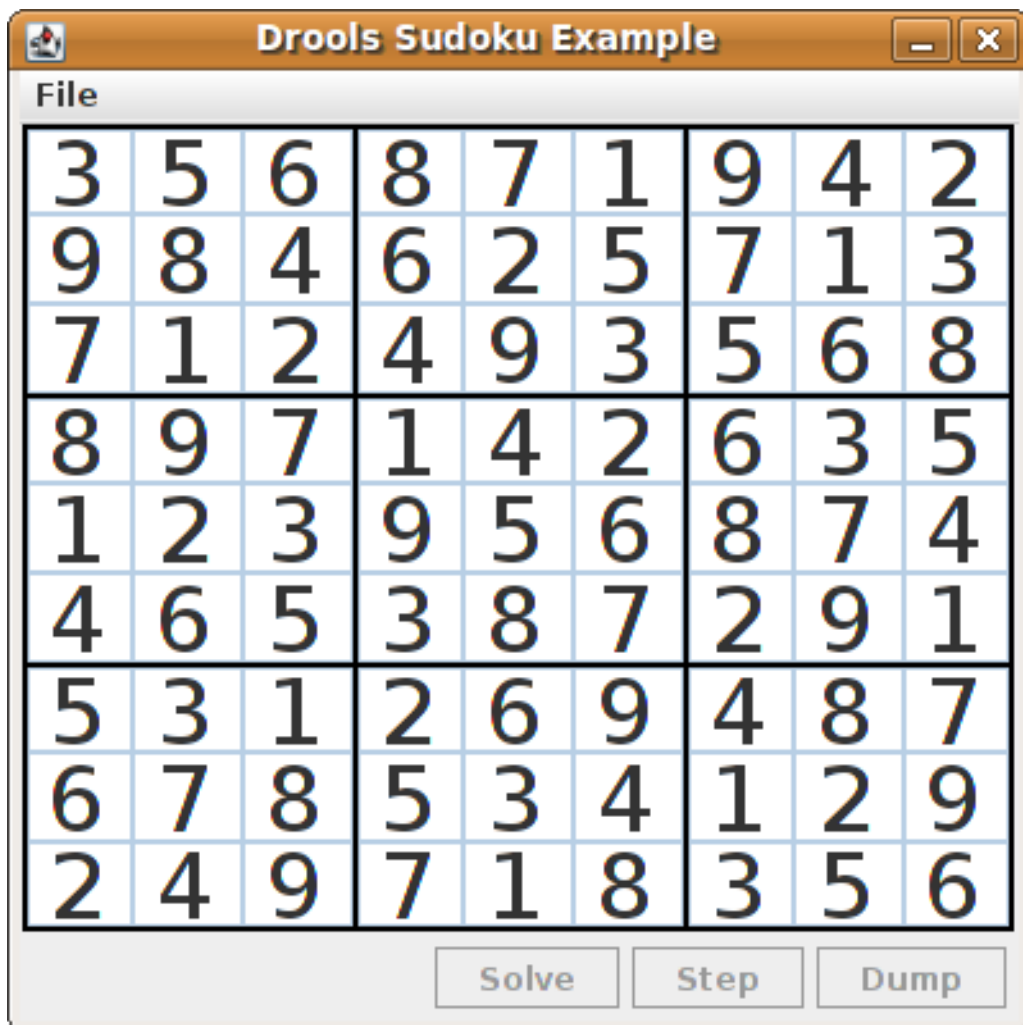 Drools Sudoku Example
File
3 5 6 8 7 1 9 4 2
9 8 4 6 2 5 7 1 3
7 1 2 4 9 3 5 6 8
8 9 7 1 4 2 6 3 5
1 2 3 9 5 6 8 7 4
4 6 5 3 8 7 2 9 1
5 3 1 2 6 9 4 8 7
6 7 8 5 3 4 1 2 9
2 4 9 7 1 8 3 5 6
Solve Step Dump